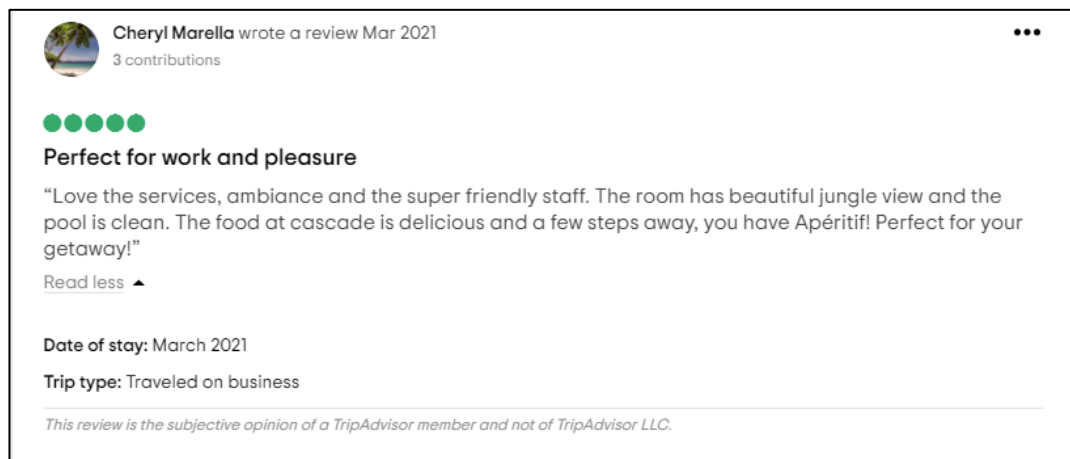 Cheryl Marella wrote a review Mar 2021
3 contributions
Perfect for work and pleasure
“Love the services, ambiance and the super friendly staff. The room has beautiful jungle view and the
pool is clean. The food at cascade is delicious and a few steps away, you have Apéritif! Perfect for your
getaway!”
Read less
Date of stay: March 2021
Trip type: Traveled on business
This review is the subjective opinion of a TripAdvisor member and not of TripAdvisor LLC.